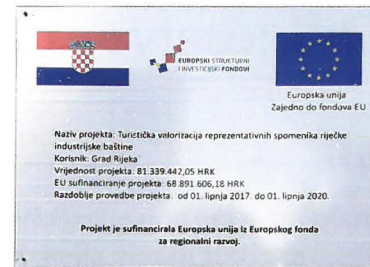 EUROPSKI STRUKTURNI
I INVESTICIJSKI FONDOVI
Europska unija
Zajedno do fondova EU
Naziv projekta: Turistička valorizacija reprezentativnih spomenika riječke
industrijske baštine
Korisnik: Grad Rijeka
Vrijednost projekta: 81.339.442,05 HRK
EU sufinanciranje projekta: 68.891.606,18 HRK
Razdoblje provedbe projekta: od 01. lipnja 2017. do 01. lipnja 2020.
Projekt je sufinancirala Europska unija iz Europskog fonda
za regionalni razvoj.